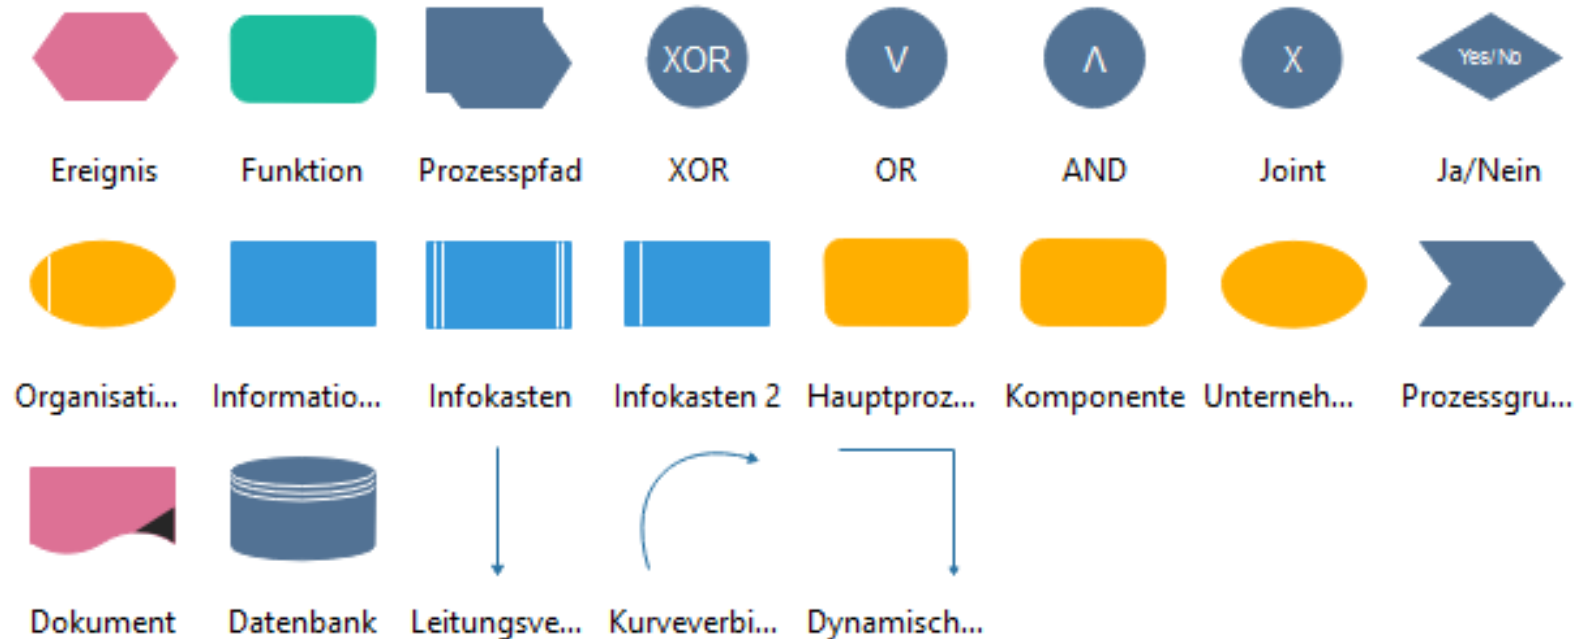 XOR V Λ X Yes/No
Ereignis Funktion Prozesspfad XOR OR AND Joint Ja/Nein
Organisati... Informatio... Infokasten Infokasten 2 Hauptproz... Komponente Unterneh... Prozessgru...
Dokument Datenbank Leitungsve... Kurveverbi... Dynamisch...